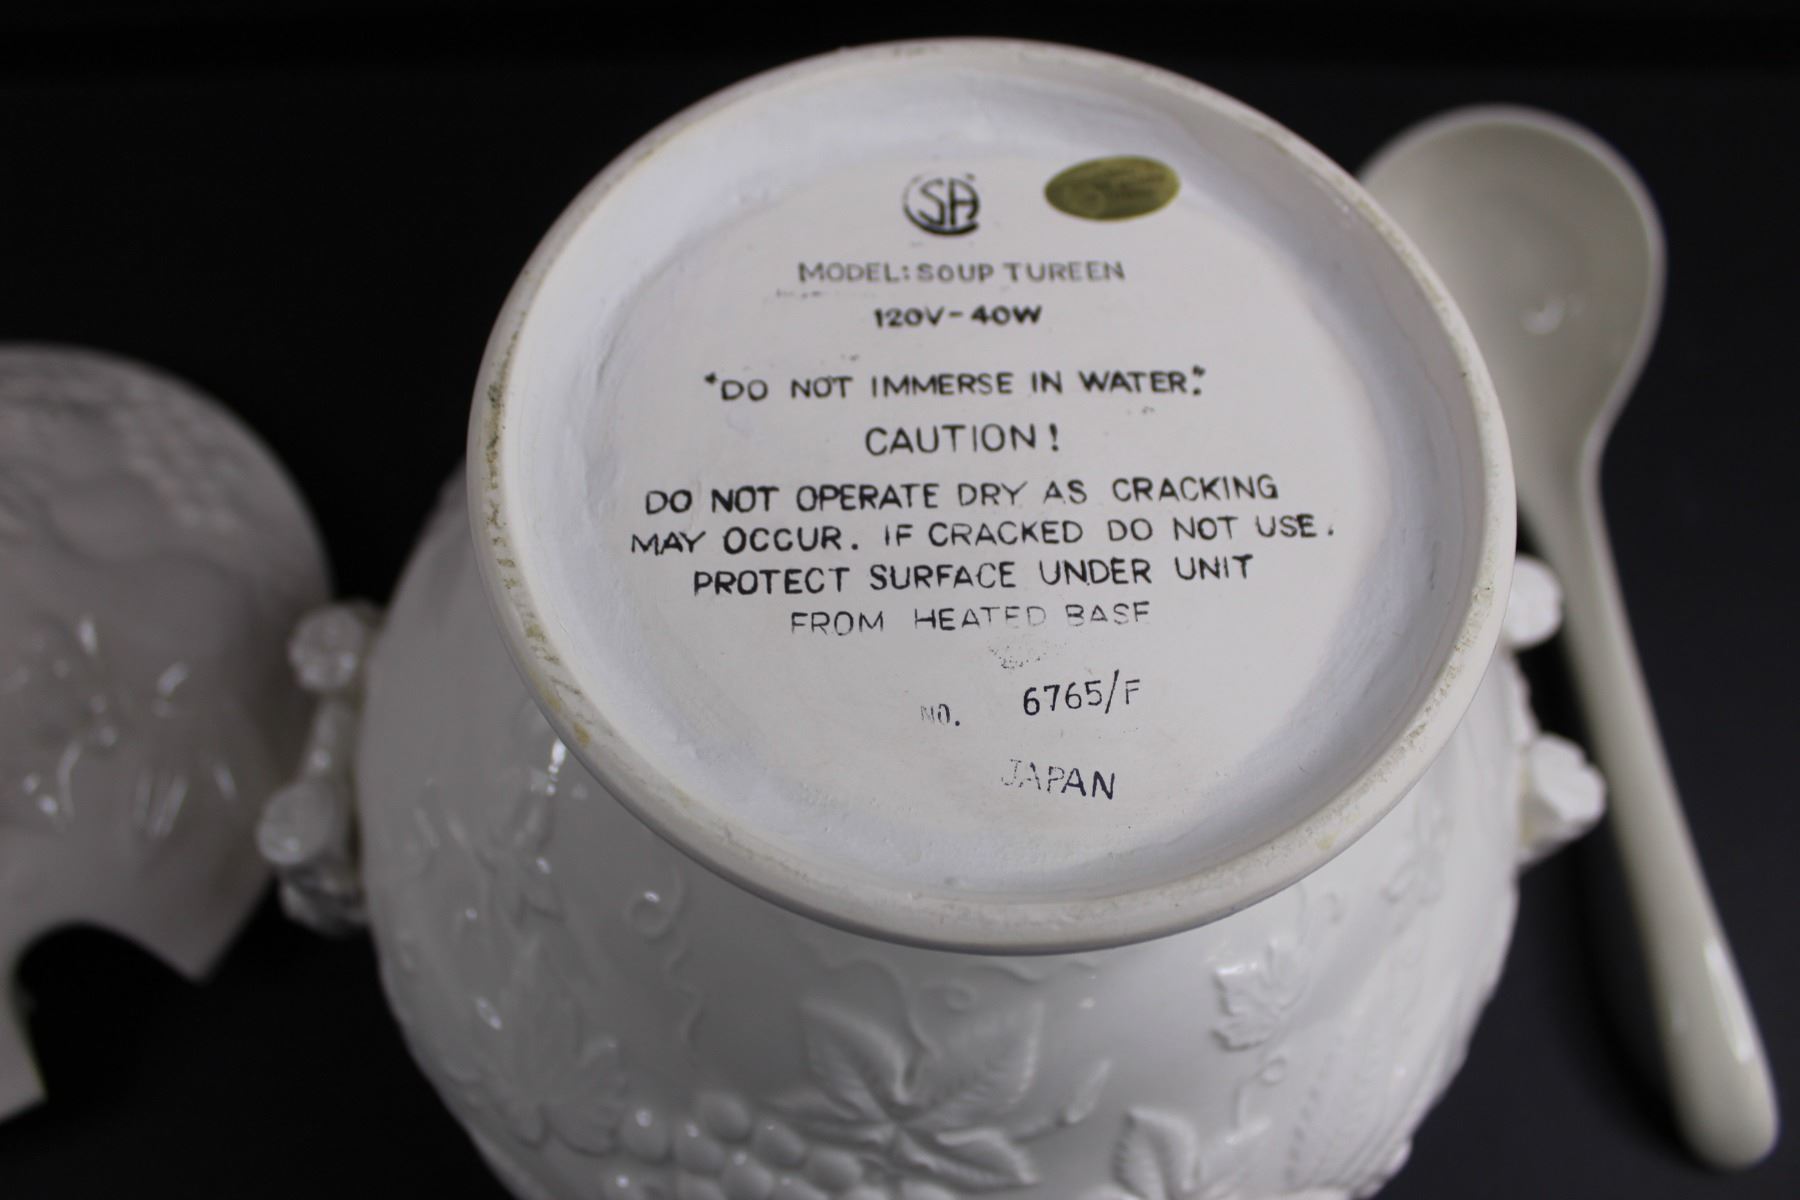 SA
MODEL: SOUP TUREEN
120V-40W
"DO NOT IMMERSE IN WATER."
CAUTION!
DO NOT OPERATE DRY AS CRACKING
MAY OCCUR. IF CRACKED DO NOT USE.
PROTECT SURFACE UNDER UNIT
FROM HEATED BASE
NO. 6765/F
JAPAN